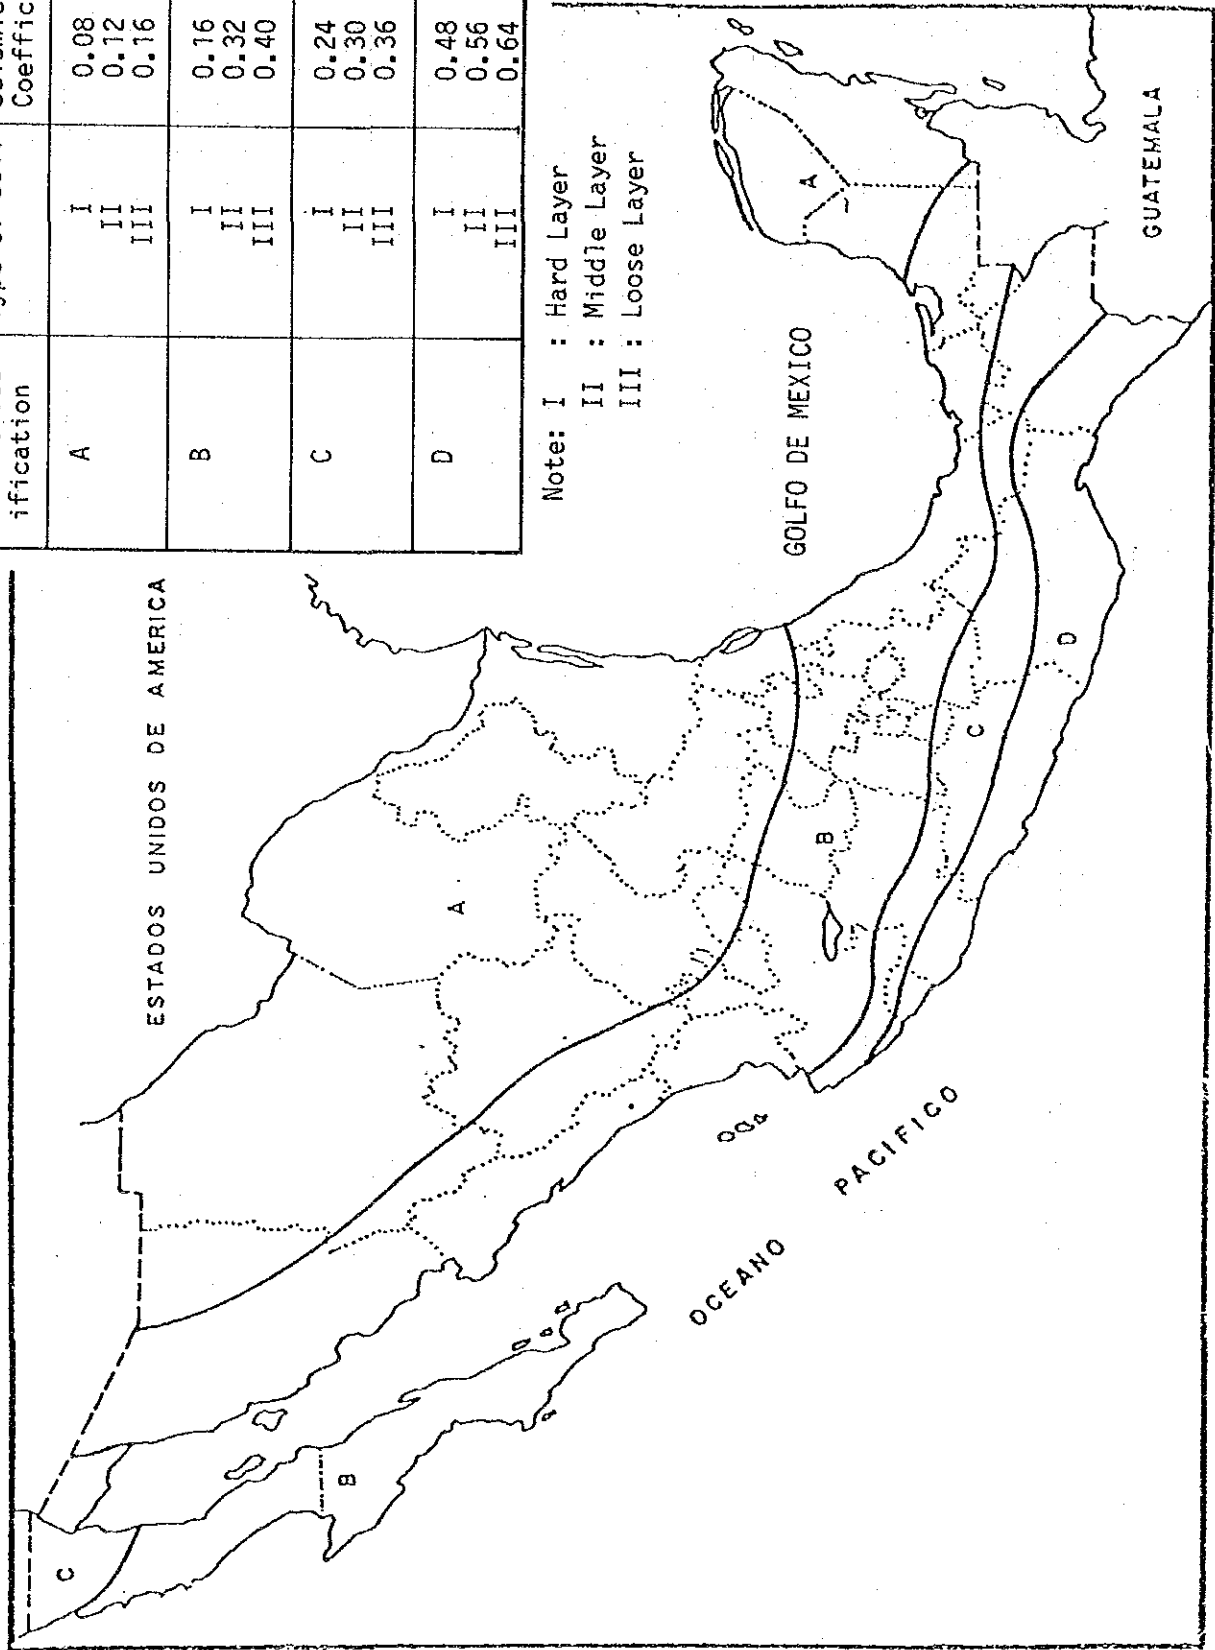 ification
Coeffic
A I 0.08
II 0.12
III 0.16
B I 0.16
II 0.32
III 0.40
C I 0.24
II 0.30
III 0.36
D I 0.48
II 0.56
III 0.64
Note: I : Hard Layer
II : Middle Layer
III : Loose Layer
ESTADOS UNIDOS DE AMERICA
GOLFO DE MEXICO
GUATEMALA
OCEANO PACIFICO
C
B
A
B
C
D
A